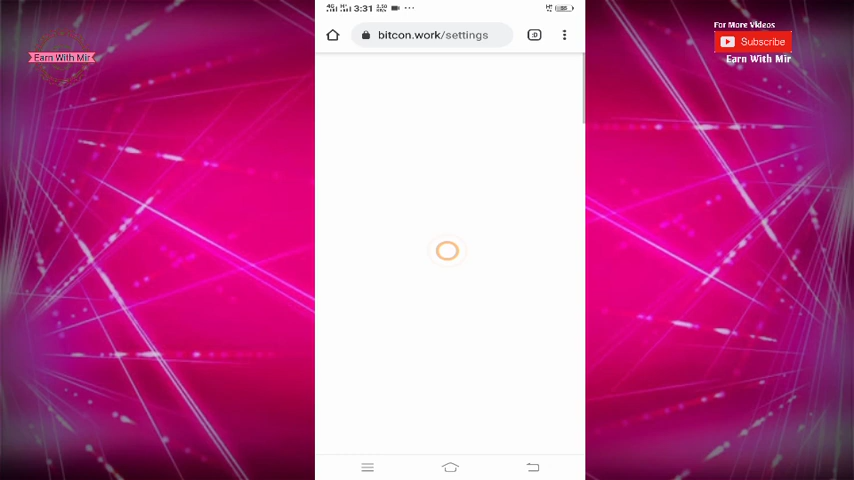 Earn With Mir
3:31
bitcon.work/settings
:D
For More Videos
Subscribe
Earn With Mir